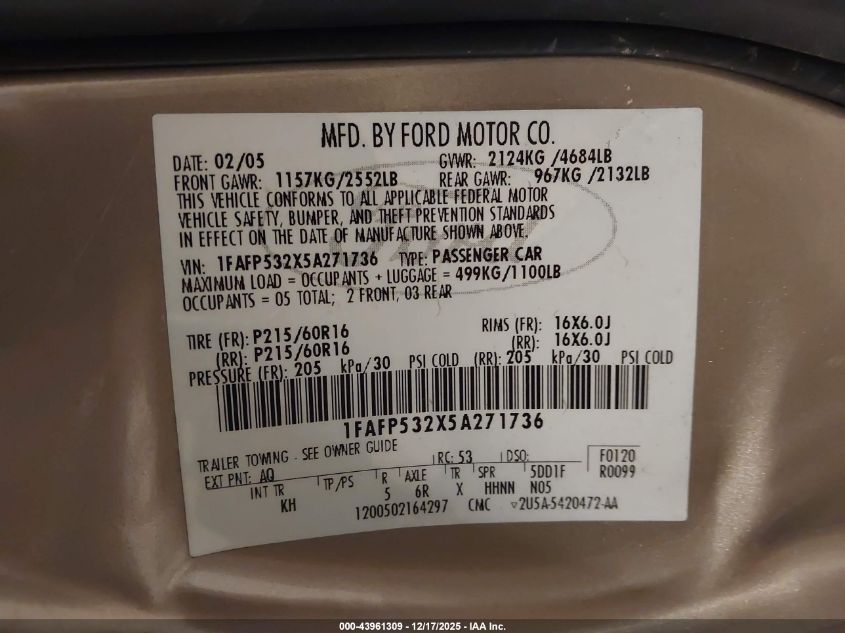 MFD. BY FORD MOTOR CO.
DATE: 02/05 GVWR: 2124KG /4684LB
FRONT GAWR: 1157KG/2552LB REAR GAWR: 967KG /2132LB
THIS VEHICLE CONFORMS TO ALL APPLICABLE FEDERAL MOTOR
VEHICLE SAFETY, BUMPER, AND THEFT PREVENTION STANDARDS
IN EFFECT ON THE DATE OF MANUFACTURE SHOWN ABOVE.
VIN: 1FAFP532X5A271736 TYPE: PASSENGER CAR
MAXIMUM LOAD = OCCUPANTS + LUGGAGE = 499KG/1100LB
OCCUPANTS = 05 TOTAL; 2 FRONT, 03 REAR
TIRE (FR): P215/60R16 RIMS (FR): 16X6.0J
(RR): P215/60R16 (RR): 16X6.0J
PRESSURE (FR): 205 kPa/30 PSI COLD (RR): 205 kPa/30 PSI COLD
1FAFP532X5A271736
TRAILER TOWING - SEE OWNER GUIDE RC: 53 DSO: F0120
EXT PNT: AQ R0099
INT TR TP/PS R AXLE TR SPR 5DD1F
KH 5 6R X HHNN N05
1200502164297 CMC ▽2U5A-5420472-AA
000-43961309 | 12/17/2025 - IAA Inc.